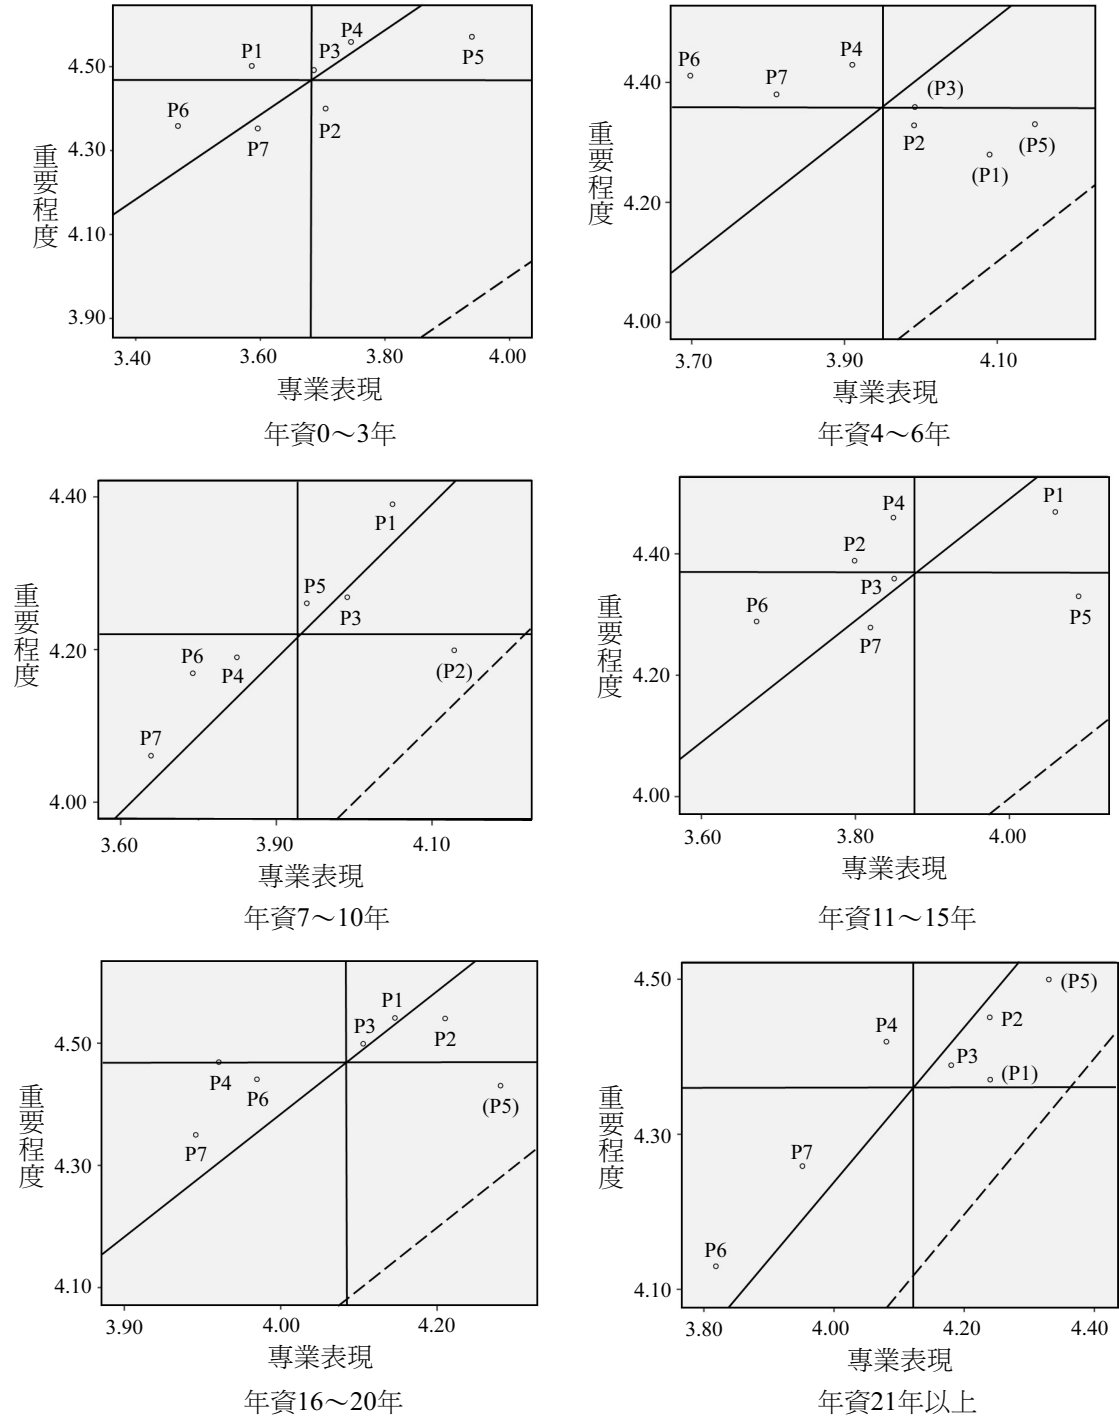 重要程度
4.50
4.30
4.10
3.90
P1
P3
P4
P5
P6
P7
P2
3.40
3.60
3.80
4.00
專業表現
年資0～3年
重要程度
4.40
4.20
4.00
P6
P7
P4
(P3)
P2
(P5)
(P1)
3.70
3.90
4.10
專業表現
年資4～6年
重要程度
4.40
4.20
4.00
P1
P5
P3
P6
P4
(P2)
P7
3.60
3.90
4.10
專業表現
年資7～10年
重要程度
4.40
4.20
4.00
P4
P1
P2
P3
P6
P5
P7
3.60
3.80
4.00
專業表現
年資11～15年
重要程度
4.50
4.30
4.10
P1
P3
P2
P4
P6
(P5)
P7
3.90
4.00
4.20
專業表現
年資16～20年
重要程度
4.50
4.30
4.10
(P5)
P4
P2
P3
(P1)
P7
P6
3.80
4.00
4.20
4.40
專業表現
年資21年以上